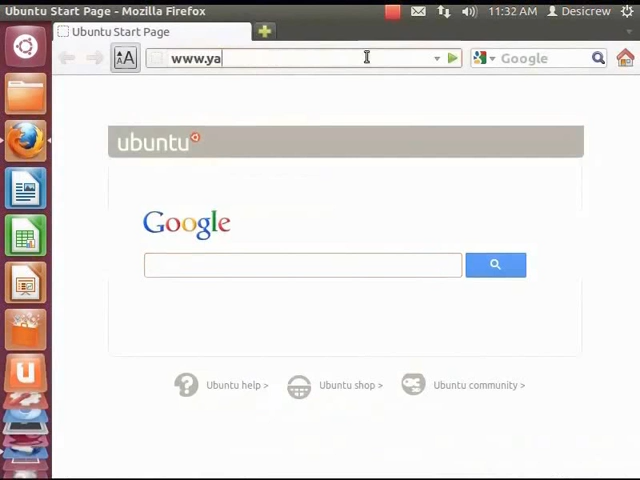 Ubuntu Start Page - Mozilla Firefox
11:32 AM
Desicrew
Ubuntu Start Page
A A
www.ya
Google
ubuntu
Google
Ubuntu help >
Ubuntu shop >
Ubuntu community >